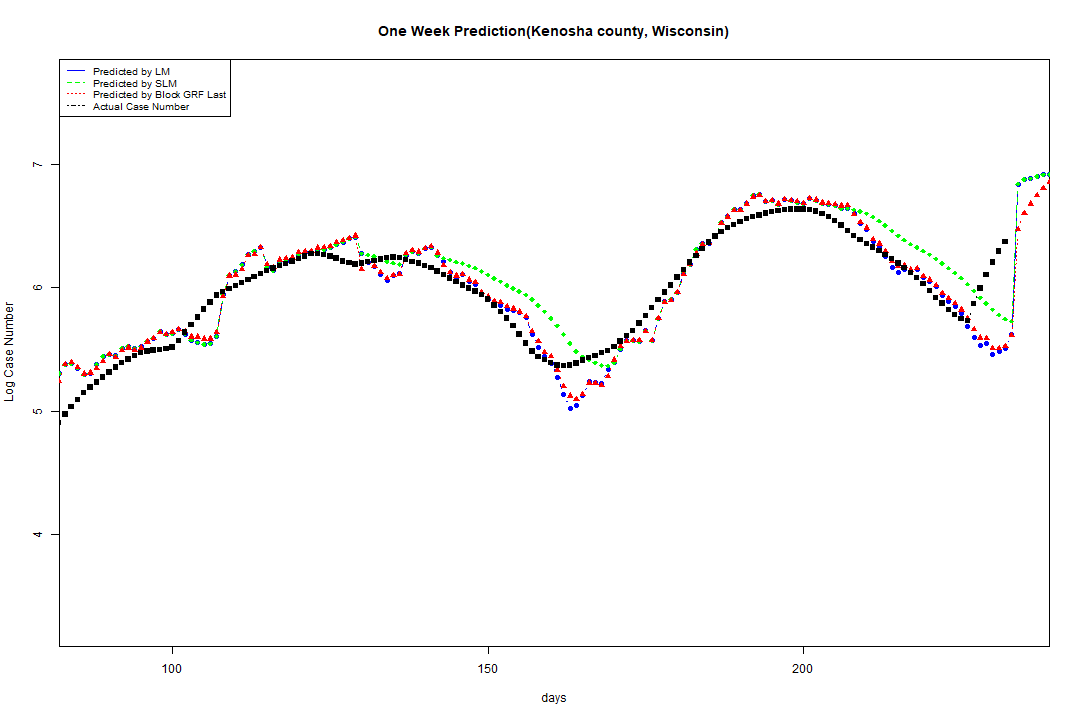 One Week Prediction(Kenosha county, Wisconsin)
Predicted by LM
Predicted by SLM
Predicted by Block GRF Last
Actual Case Number
7
6
5
4
Log Case Number
100 150 200
days